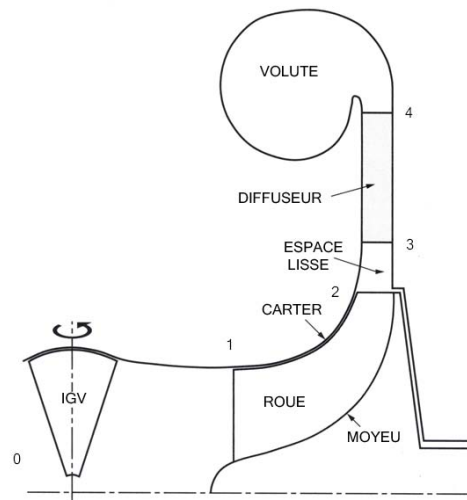 VOLUTE
4
DIFFUSEUR
3
ESPACE
LISSE
2
CARTER
1
IGV
ROUE
MOYEU
0